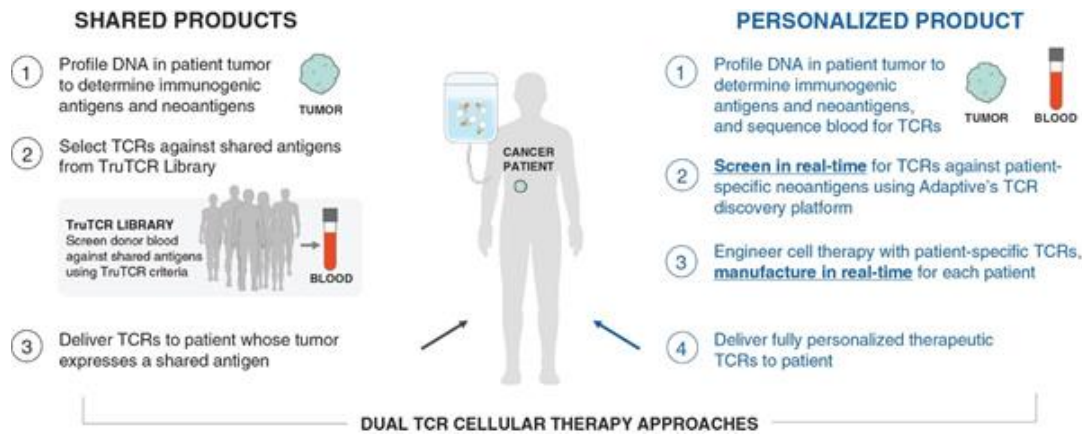 SHARED PRODUCTS
1
Profile DNA in patient tumor
to determine immunogenic
antigens and neoantigens
TUMOR
2
Select TCRs against shared antigens
from TruTCR Library
TruTCR LIBRARY
Screen donor blood
against shared antigens
using TruTCR criteria
BLOOD
3
Deliver TCRs to patient whose tumor
expresses a shared antigen
CANCER
PATIENT
PERSONALIZED PRODUCT
1
Profile DNA in patient tumor to
determine immunogenic
antigens and neoantigens,
and sequence blood for TCRs
TUMOR
BLOOD
2
Screen in real-time for TCRs against patient-
specific neoantigens using Adaptive's TCR
discovery platform
3
Engineer cell therapy with patient-specific TCRs,
manufacture in real-time for each patient
4
Deliver fully personalized therapeutic
TCRs to patient
DUAL TCR CELLULAR THERAPY APPROACHES